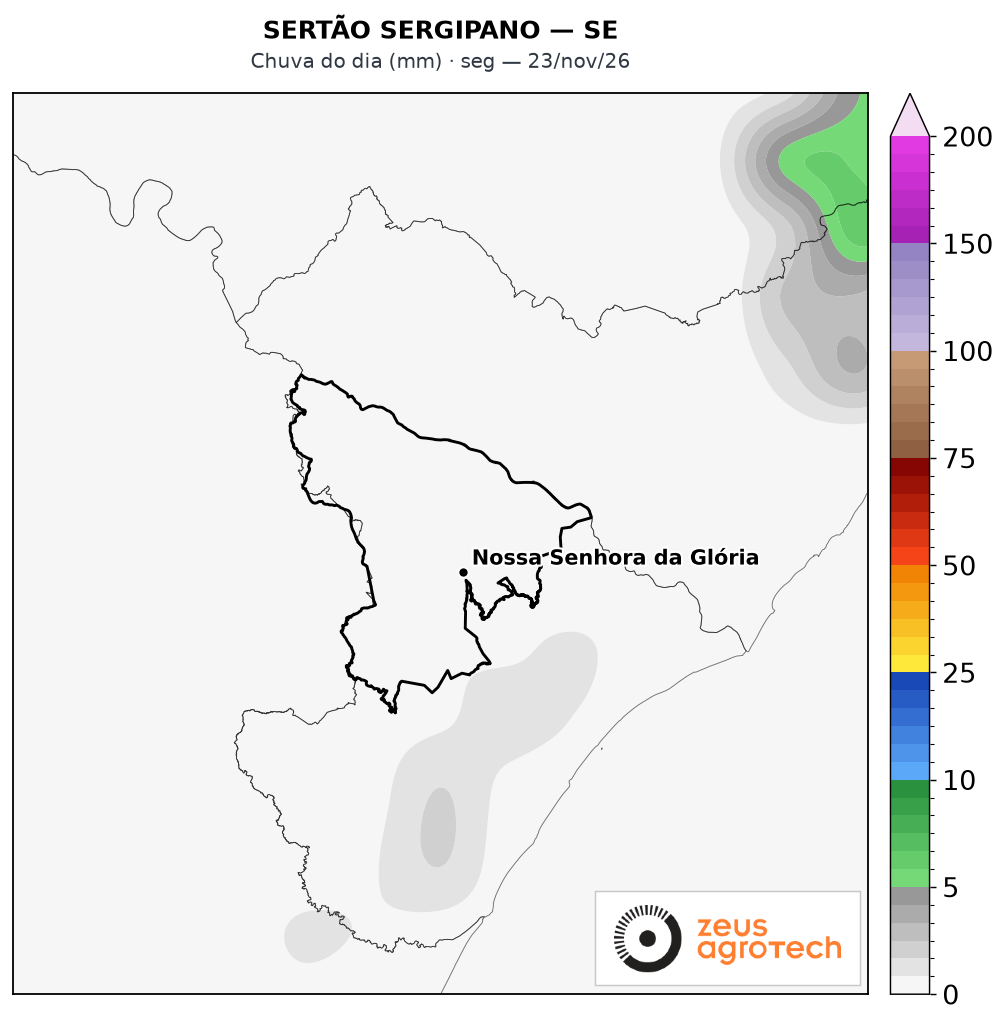 SERTÃO SERGIPANO — SE
Chuva do dia (mm) · seg — 23/nov/26
200
150
100
75
50
25
10
5
0
Nossa Senhora da Glória
zeus
agrotech